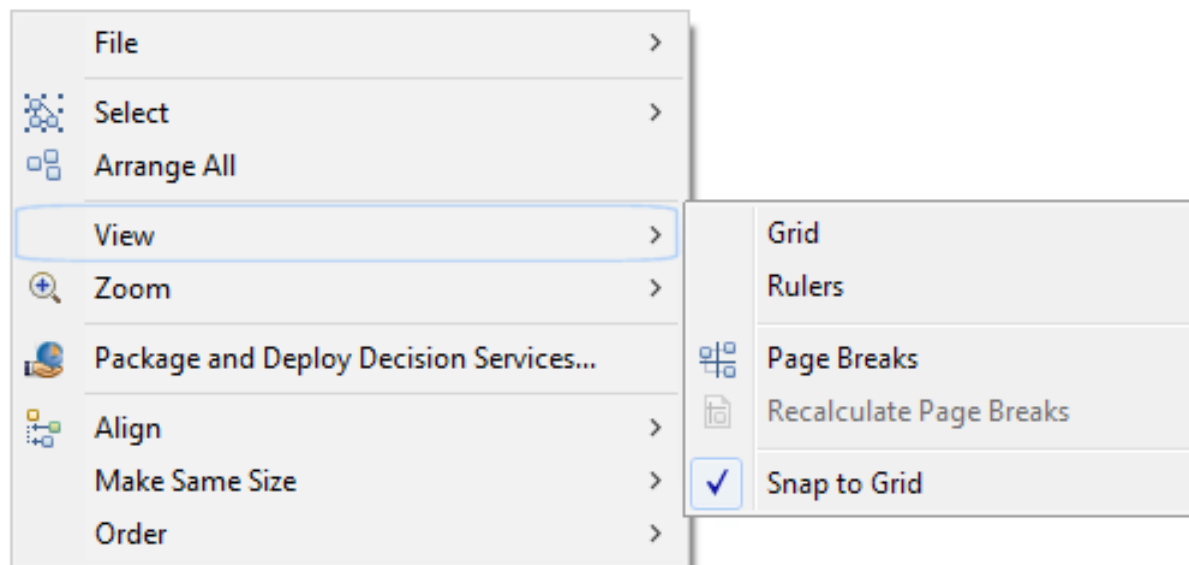 File
Select
Arrange All
View
Zoom
Package and Deploy Decision Services...
Align
Make Same Size
Order
Grid
Rulers
Page Breaks
Recalculate Page Breaks
Snap to Grid